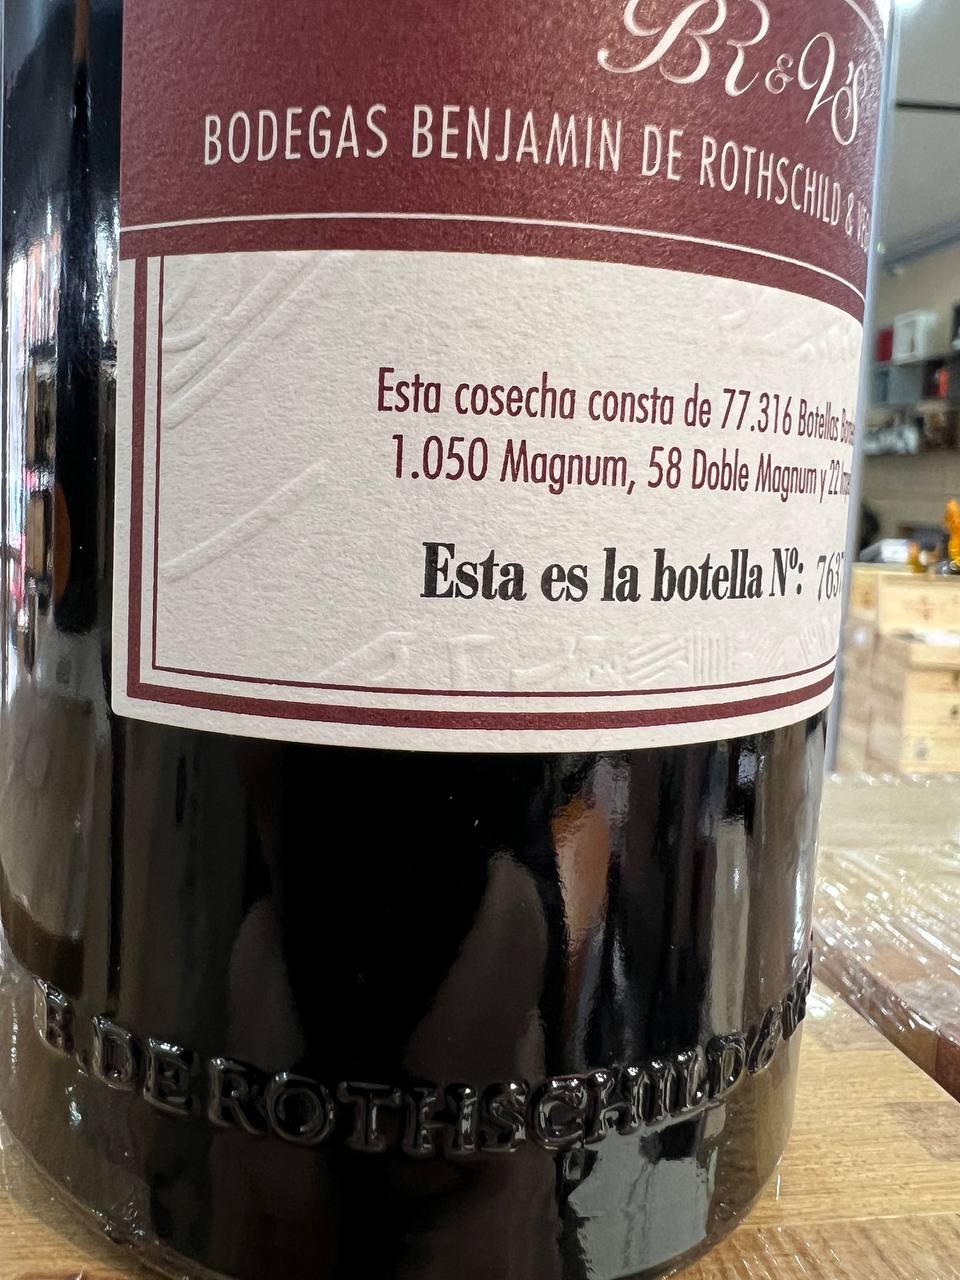 BR&VS
BODEGAS BENJAMIN DE ROTHSCHILD &
Esta cosecha consta de 77.316 Botellas
1.050 Magnum, 58 Doble Magnum y 22
Esta es la botella Nº:
B.DE ROTHSCHILD &